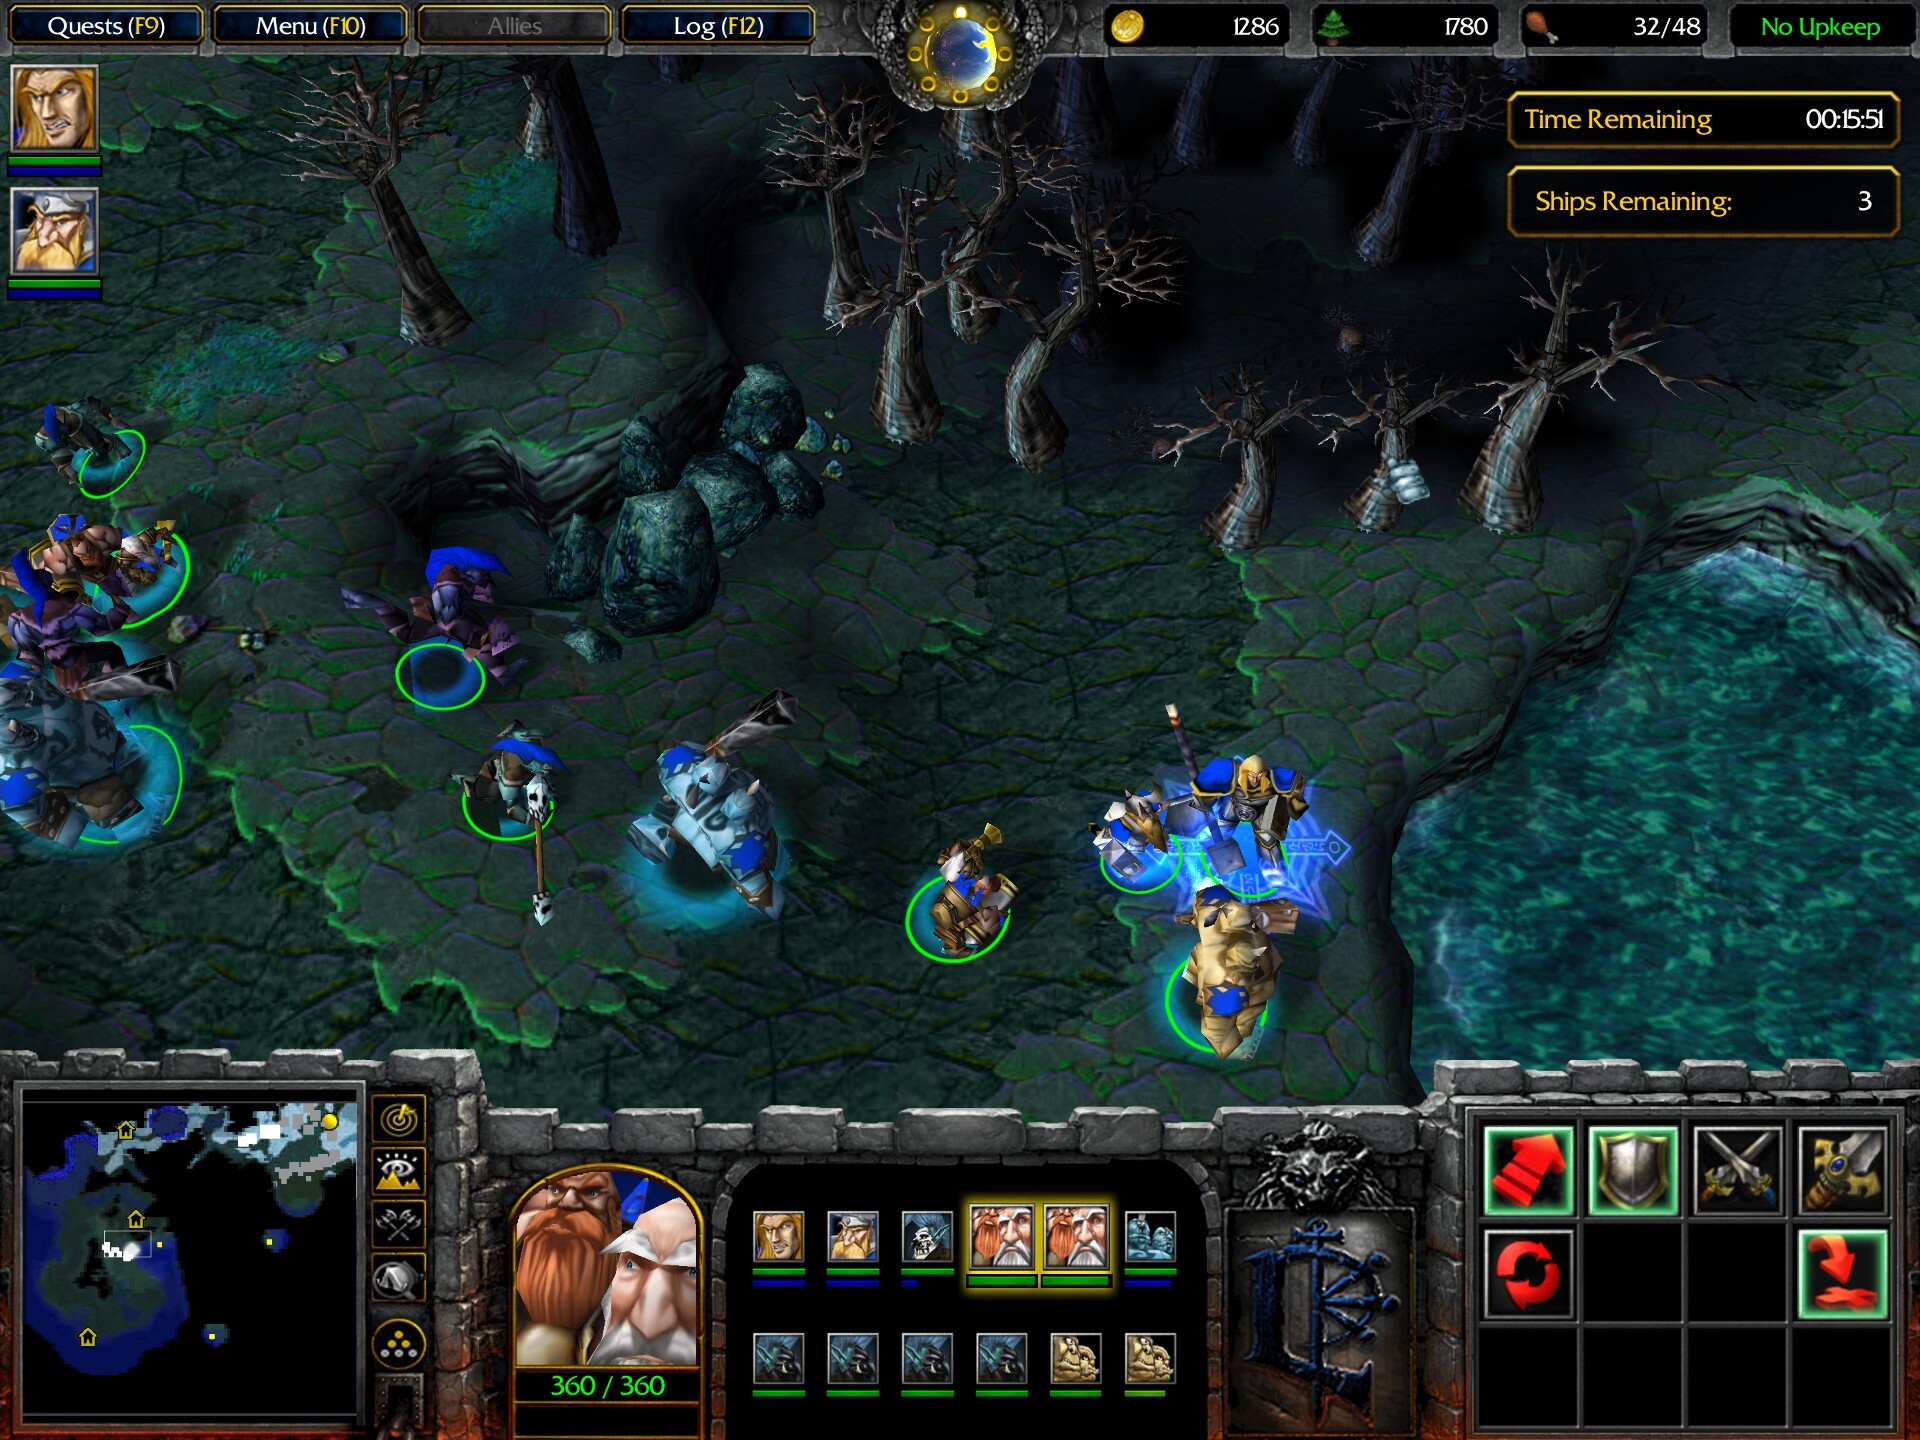 Quests (F9)
Menu (F10)
Allies
Log (F12)
1286
1780
32/48
No Upkeep
Time Remaining 00:15:51
Ships Remaining: 3
360 / 360